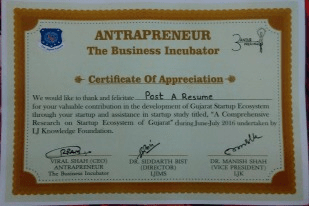 ANTRAPRENEUR
The Business Incubator
Certificate Of Appreciation
We would like to thank and felicitate Post A Resume
for your valuable contribution in the development of Gujarat Startup Ecosystem
through your startup and assistance in startup study titled, "A Comprehensive
Research on Startup Ecosystem of Gujarat" during June-July 2016 undertaken by
LJ Knowledge Foundation.
VIRAL SHAH (CEO)
ANTRAPRENEUR
The Business Incubator
DR. SIDDARTH BIST
(DIRECTOR)
LJIMS
DR. MANISH SHAH
(VICE PRESIDENT)
LJK